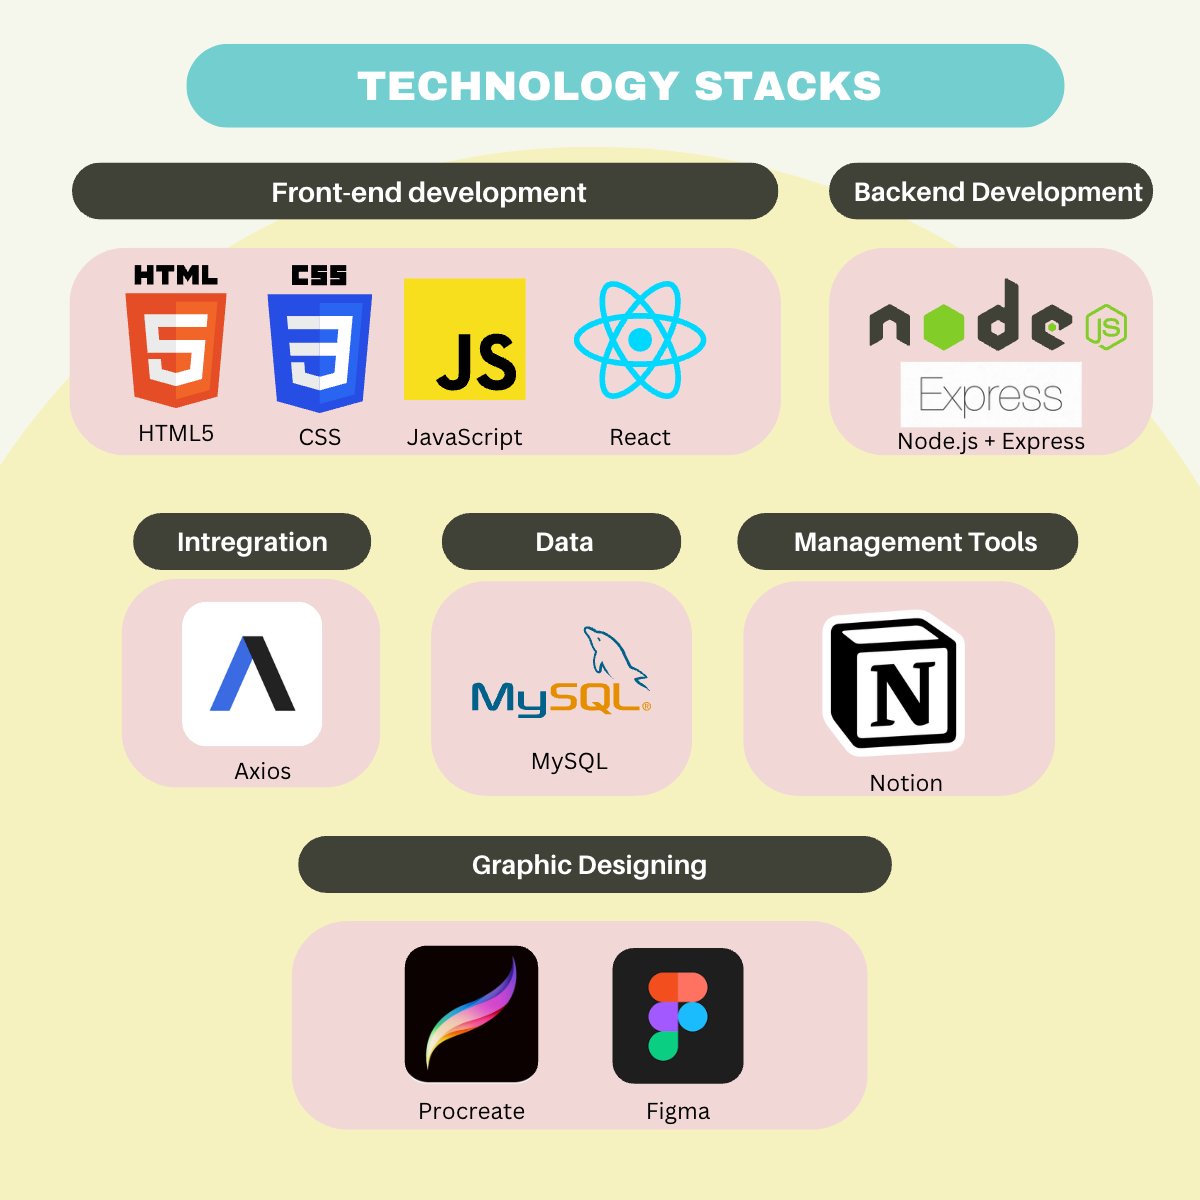 TECHNOLOGY STACKS
Front-end development
Backend Development
HTML
5
CSS
3
JS
node
JS
Express
HTML5
CSS
JavaScript
React
Node.js + Express
Intregration
Data
Management Tools
N
MySQL®
Axios
MySQL
Notion
Graphic Designing
Procreate
Figma